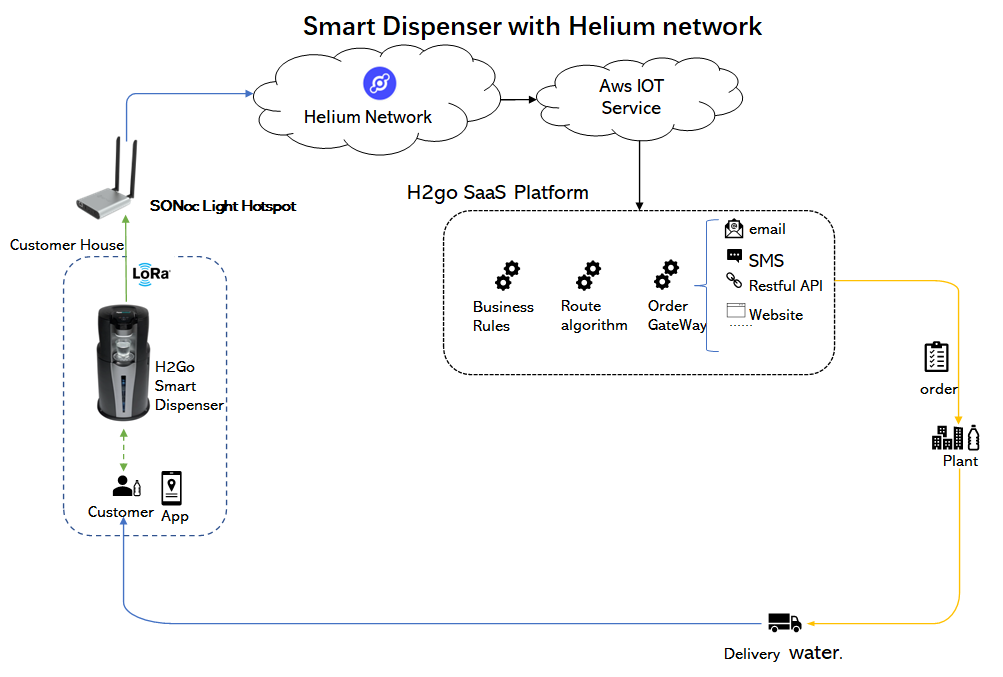 Smart Dispenser with Helium network
Helium Network
Aws IOT
Service
SONoc Light Hotspot
H2go SaaS Platform
Customer House
LoRa
email
SMS
Restful API
Website
Business
Rules
Route
algorithm
Order
GateWay
H2Go
Smart
Dispenser
order
Plant
Customer
App
Delivery water.